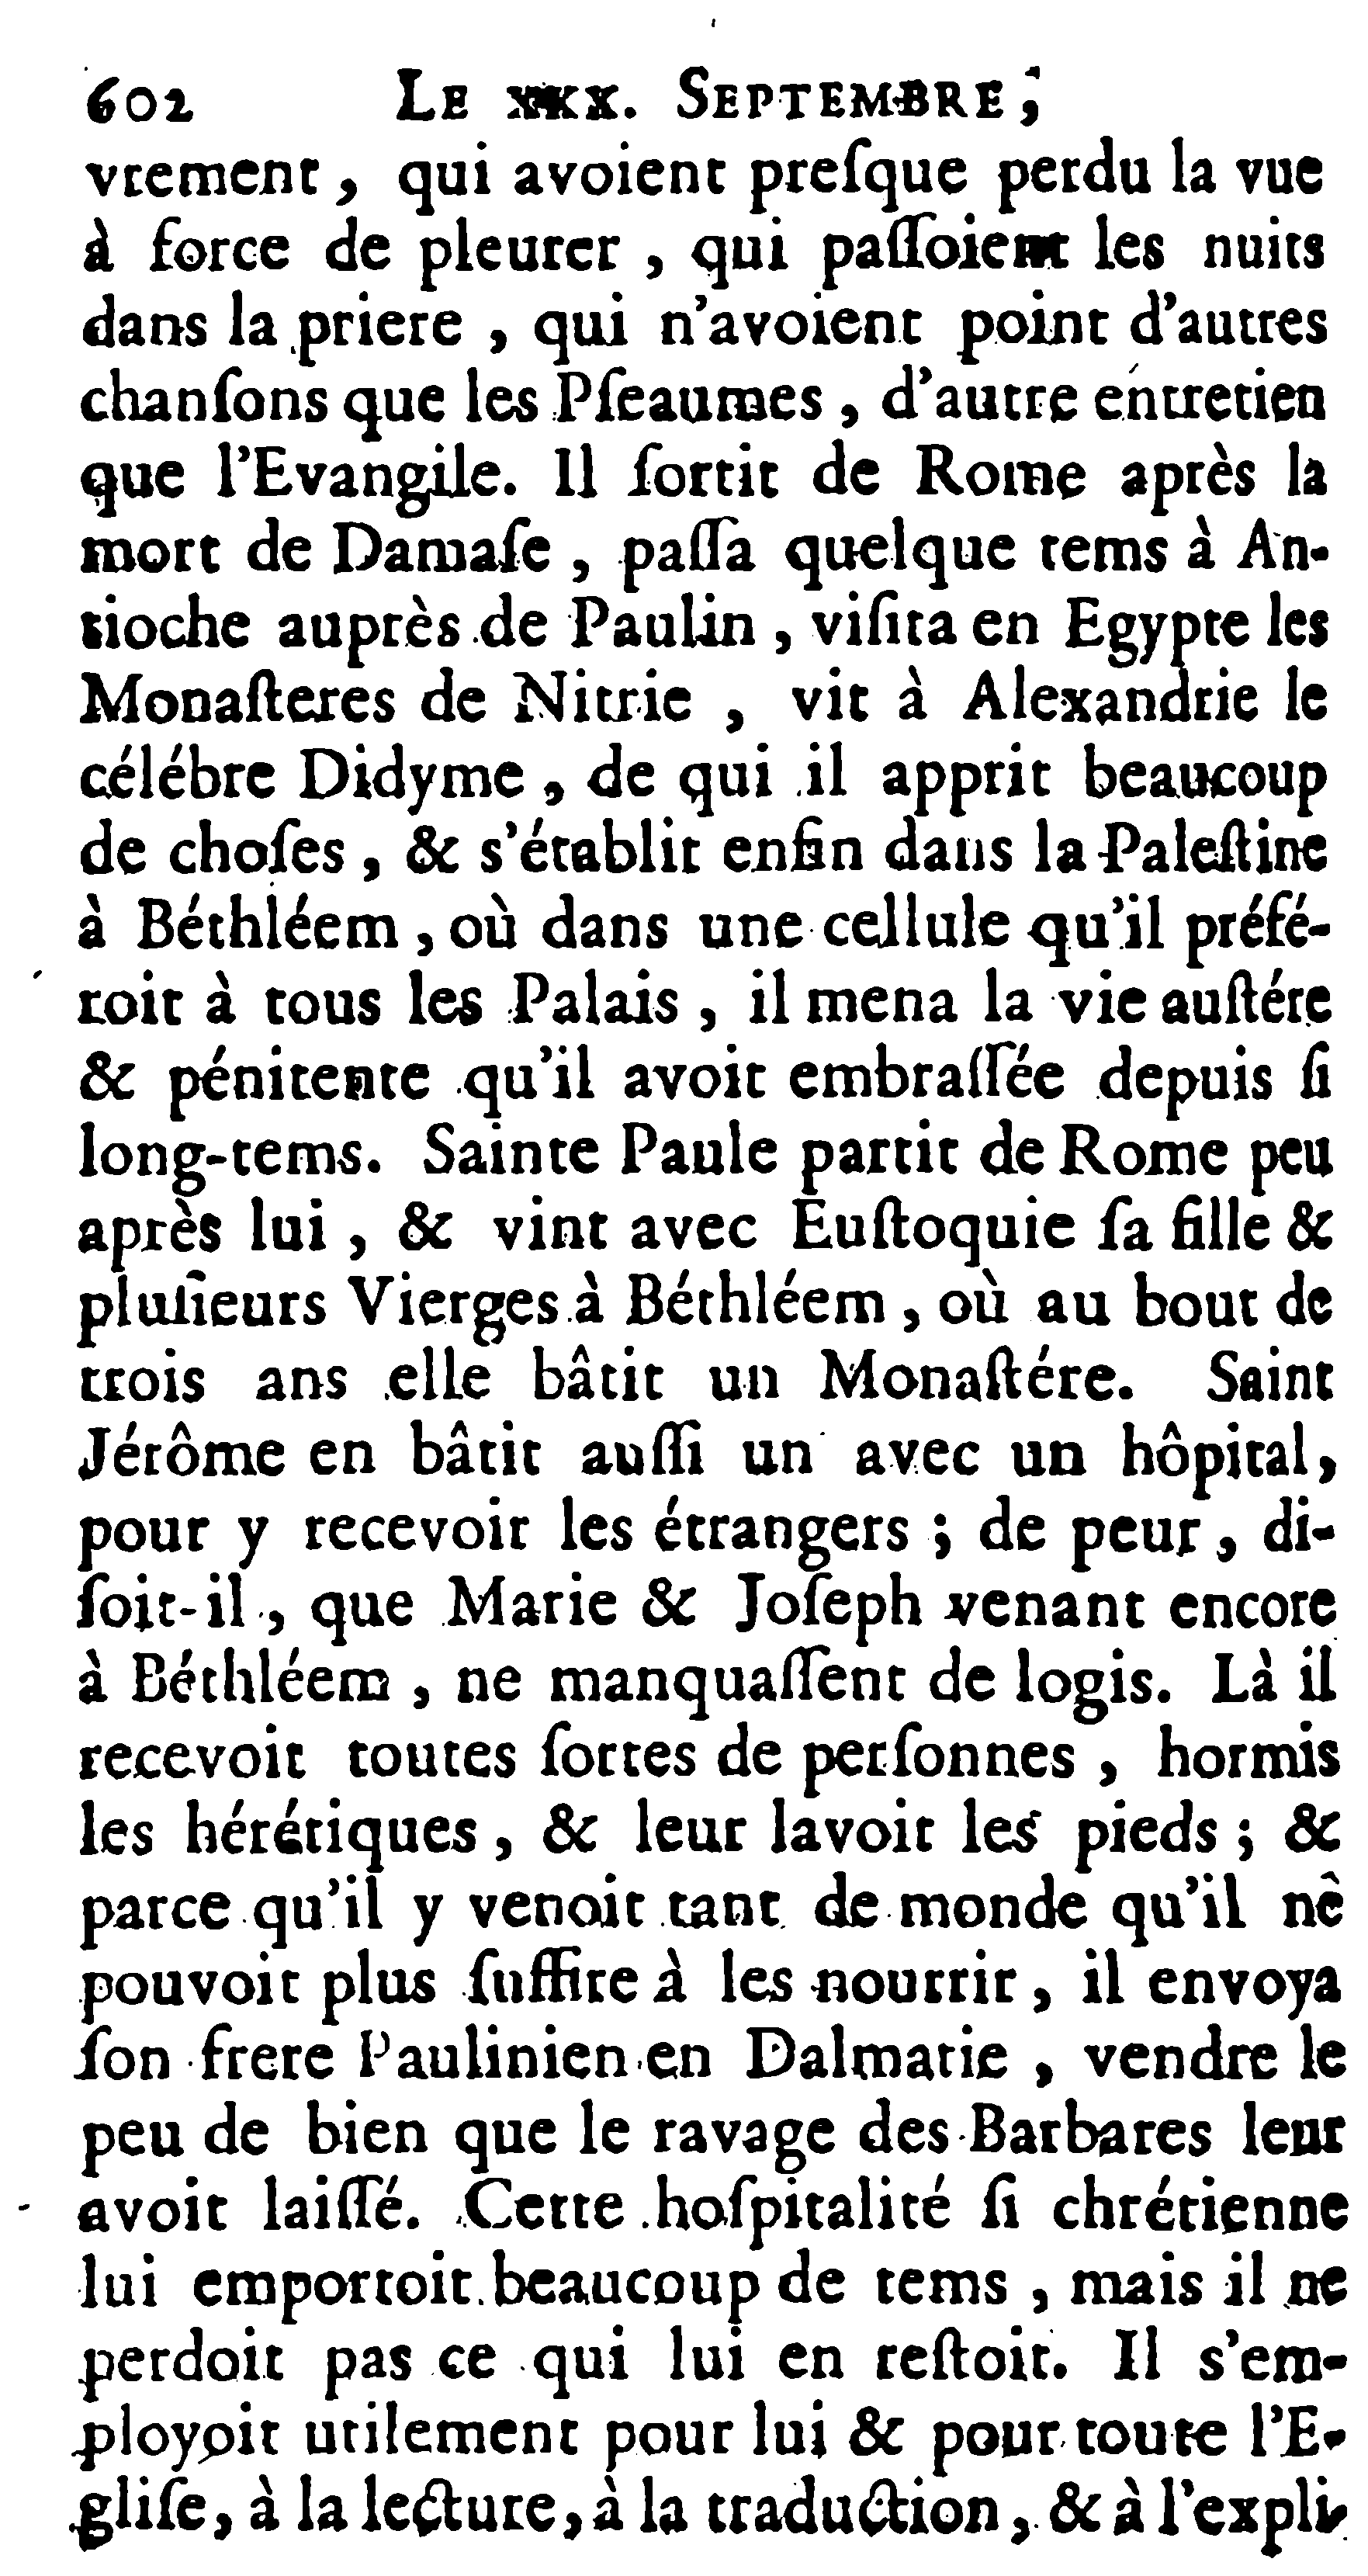 602 LE XXX. SEPTEMBRE,
vrement, qui avoient preſque perdu la vue
à force de pleurer, qui paſſoient les nuits
dans la priere, qui n'avoient point d'autres
chanſons que les Pſeaumes, d'autre entretien
que l'Evangile. Il ſortit de Rome après la
mort de Damaſe, paſſa quelque tems à An-
tioche auprès de Paulin, viſita en Egypte les
Monaſteres de Nitrie, vit à Alexandrie le
célébre Didyme, de qui il apprit beaucoup
de choſes, & s'établit enfin dans la Paleſtine
à Béthléem, où dans une cellule qu'il préfé-
roit à tous les Palais, il mena la vie auſtére
& pénitente qu'il avoit embraſſée depuis ſi
long-tems. Sainte Paule partit de Rome peu
après lui, & vint avec Euſtoquie ſa fille &
pluſieurs Vierges à Béthléem, où au bout de
trois ans elle bâtit un Monaſtére. Saint
Jérôme en bâtit auſſi un avec un hôpital,
pour y recevoir les étrangers ; de peur, di-
ſoit-il, que Marie & Joſeph venant encore
à Béthléem, ne manquaſſent de logis. Là il
recevoit toutes ſortes de perſonnes, hormis
les hérétiques, & leur lavoit les pieds ; &
parce qu'il y venoit tant de monde qu'il ne
pouvoit plus ſuffire à les nourrir, il envoya
ſon frere Paulinien en Dalmatie, vendre le
peu de bien que le ravage des Barbares leur
avoit laiſſé. Cette hoſpitalité ſi chrétienne
lui emportoit beaucoup de tems, mais il ne
perdoit pas ce qui lui en reſtoit. Il s'em-
ployoit utilement pour lui & pour toute l'E-
gliſe, à la lecture, à la traduction, & à l'expli-